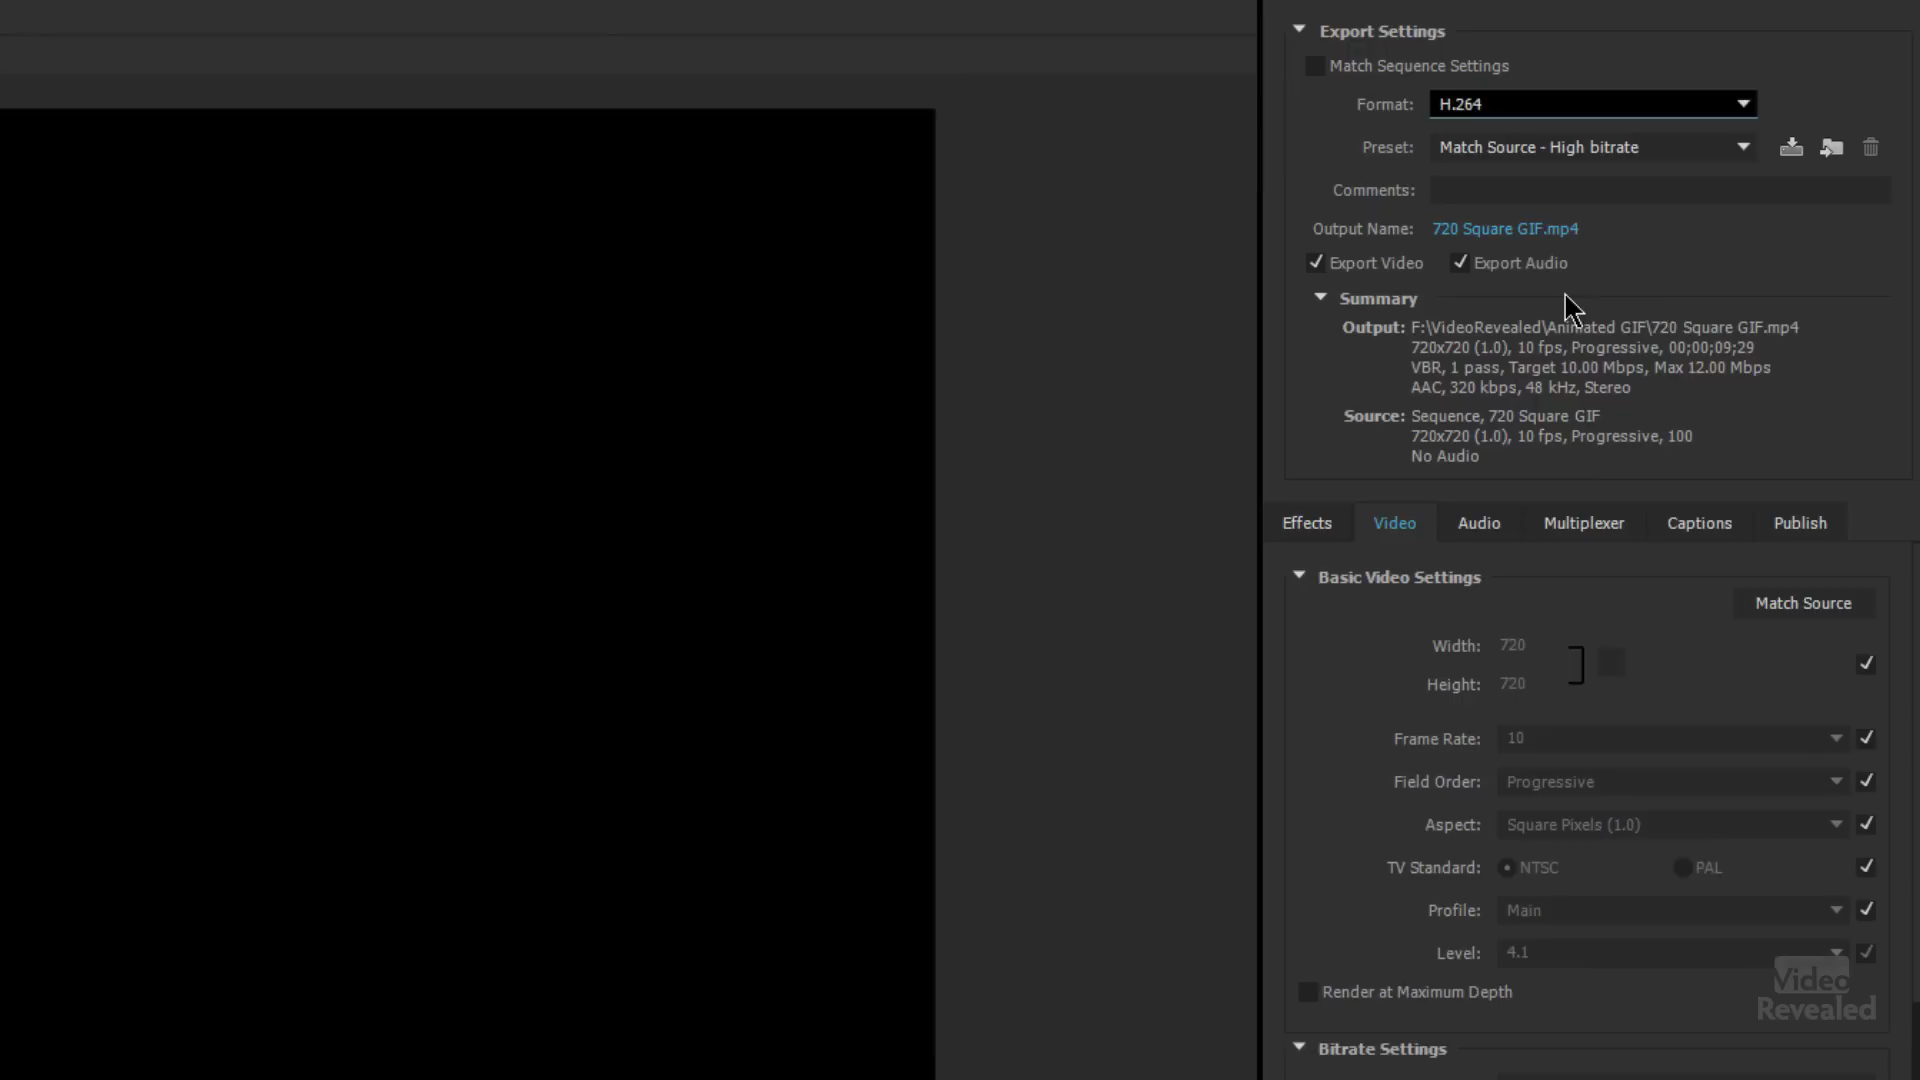 Export Settings
Match Sequence Settings
Format: H.264
Preset: Match Source - High bitrate
Comments:
Output Name: 720 Square GIF.mp4
Export Video Export Audio
Summary
Output: F:\VideoRevealed\Animated GIF\720 Square GIF.mp4
720x720 (1.0), 10 fps, Progressive, 00;00;09;29
VBR, 1 pass, Target 10.00 Mbps, Max 12.00 Mbps
AAC, 320 kbps, 48 kHz, Stereo
Source: Sequence, 720 Square GIF
720x720 (1.0), 10 fps, Progressive, 100
No Audio
Effects Video Audio Multiplexer Captions Publish
Basic Video Settings
Match Source
Width: 720
Height: 720
Frame Rate: 10
Field Order: Progressive
Aspect: Square Pixels (1.0)
TV Standard: NTSC PAL
Profile: Main
Level: 4.1
Render at Maximum Depth
Video
Revealed
Bitrate Settings